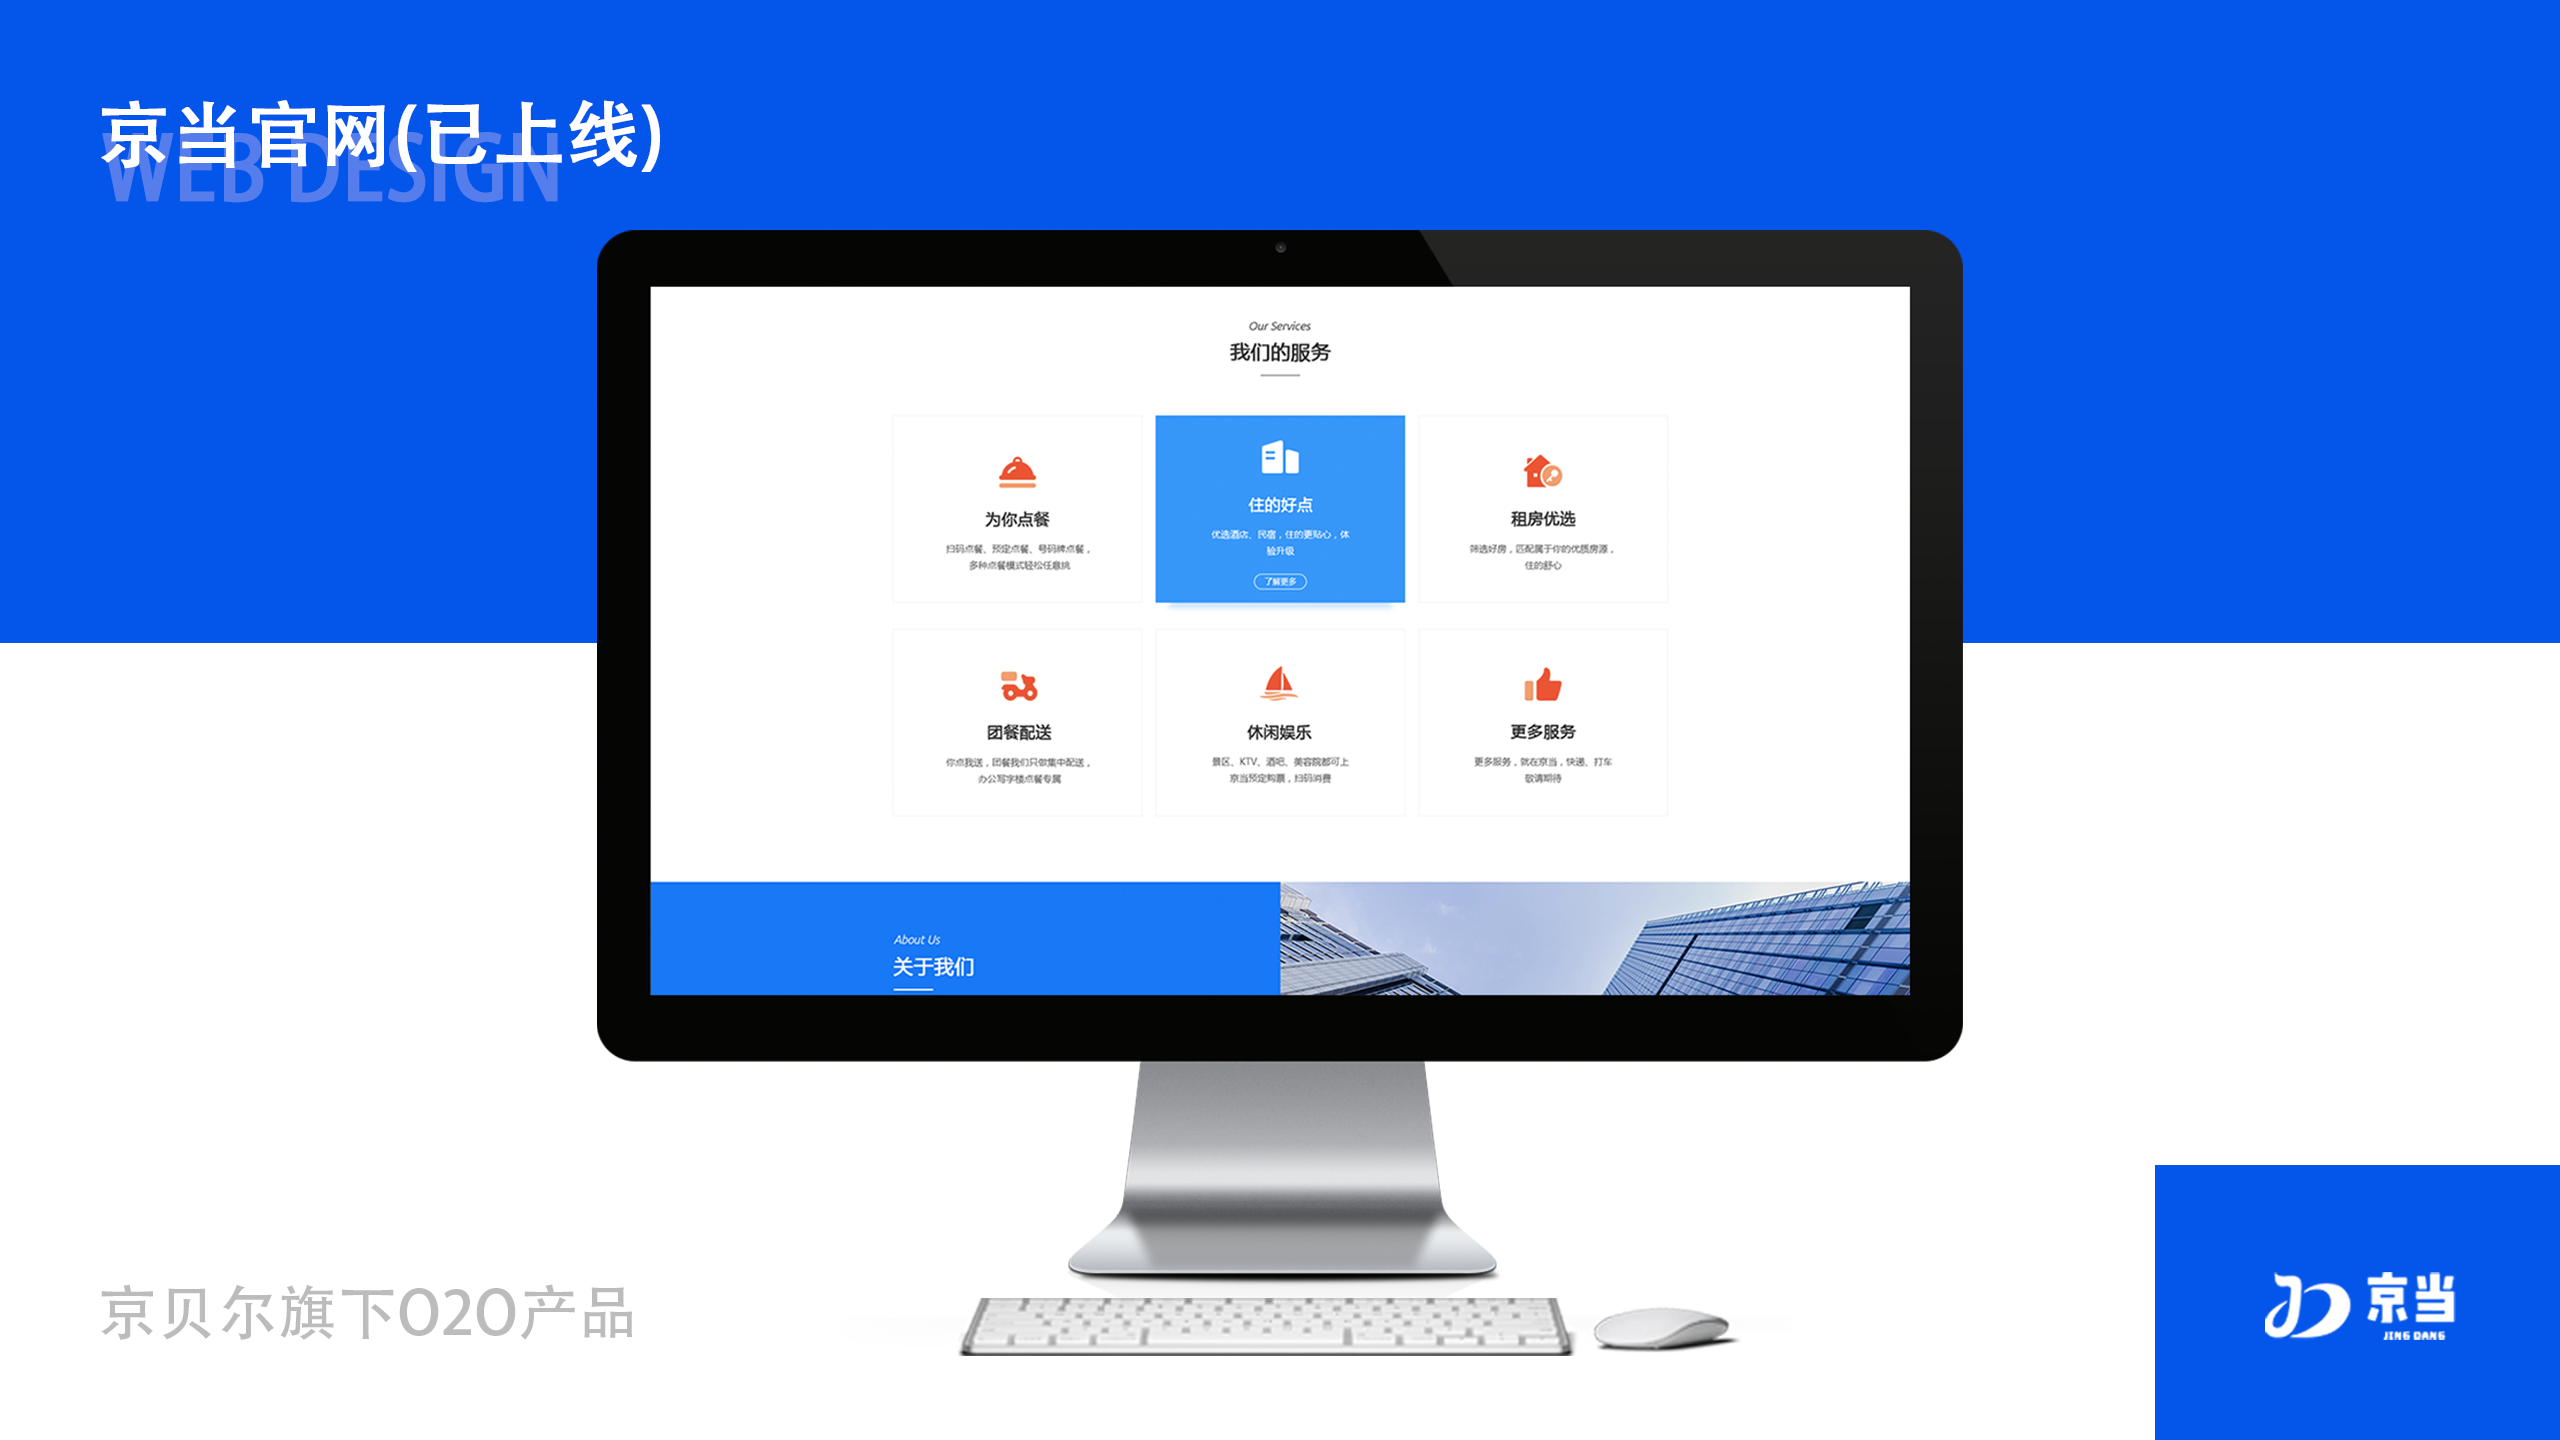 京当官网(已上线)
WEB DESIGN
Our Services
我们的服务
为你点餐
扫码点餐、预定点餐、号码牌点餐，
多种点餐模式轻松任意挑
住的好点
优选酒店、民宿，住的更贴心，体
验升级
了解更多
租房优选
筛选好房，匹配属于你的优质房源，
住的舒心
团餐配送
你点我送，团餐我们只做集中配送，
办公写字楼点餐专属
休闲娱乐
景区、KTV、酒吧、美容院都可上
京当预定购票，扫码消费
更多服务
更多服务，就在京当，快递、打车
敬请期待
About Us
关于我们
京贝尔旗下O2O产品
京当
JING DANG